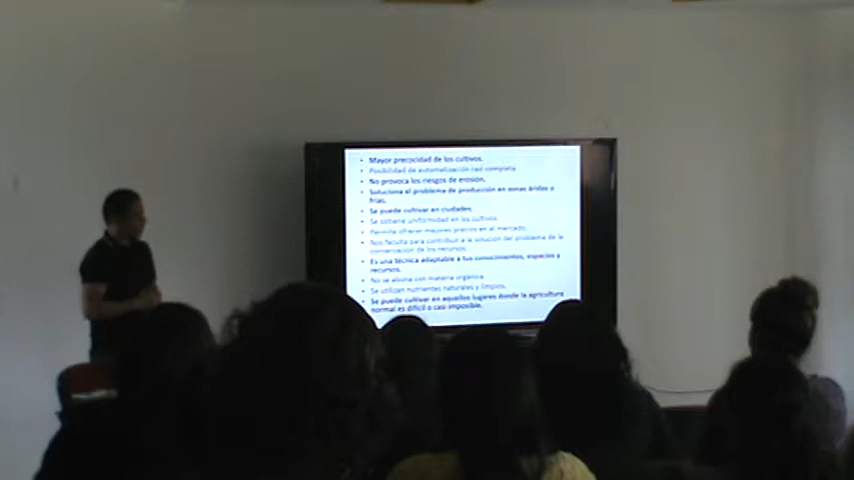 • Mayor precocidad de los cultivos.
• Posibilidad de automatización casi completa
• No provoca los riesgos de erosión.
• Soluciona el problema de producción en zonas áridas o
frías.
• Se puede cultivar en ciudades.
• Se obtiene uniformidad en los cultivos.
• Permite ofrecer mejores precios en el mercado.
• Nos faculta para contribuir a la solución del problema de la
conservación de los recursos.
• Es una técnica adaptable a tus conocimientos, espacios y
recursos.
• No se abona con materia orgánica.
• Se utilizan nutrientes naturales y limpios.
• Se puede cultivar en aquellos lugares donde la agricultura
normal es difícil o casi imposible.